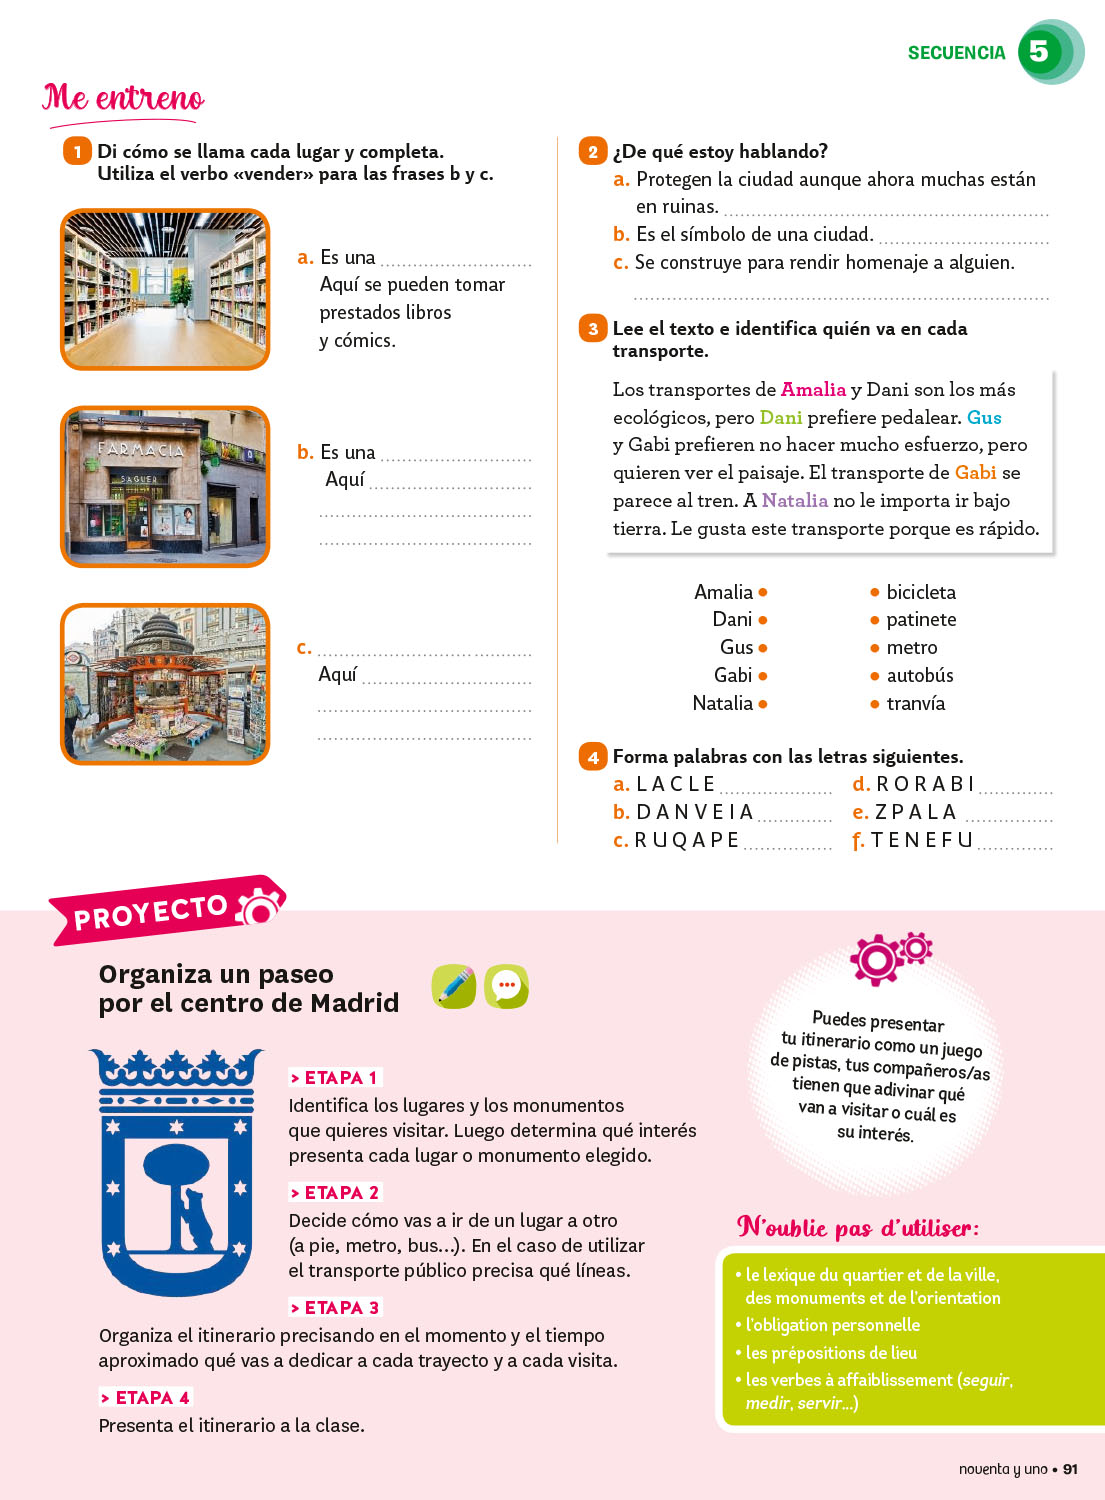 SECUENCIA 5
Me entreno
1 Di cómo se llama cada lugar y completa.
Utiliza el verbo «vender» para las frases b y c.
a. Es una
Aquí se pueden tomar
prestados libros
y cómics.
FARMACIA
SAGUER
b. Es una
Aquí
c.
Aquí
2 ¿De qué estoy hablando?
a. Protegen la ciudad aunque ahora muchas están
en ruinas.
b. Es el símbolo de una ciudad.
c. Se construye para rendir homenaje a alguien.
3 Lee el texto e identifica quién va en cada
transporte.
Los transportes de Amalia y Dani son los más
ecológicos, pero Dani prefiere pedalear. Gus
y Gabi prefieren no hacer mucho esfuerzo, pero
quieren ver el paisaje. El transporte de Gabi se
parece al tren. A Natalia no le importa ir bajo
tierra. Le gusta este transporte porque es rápido.
Amalia • • bicicleta
Dani • • patinete
Gus • • metro
Gabi • • autobús
Natalia • • tranvía
4 Forma palabras con las letras siguientes.
a. L A C L E
b. D A N V E I A
c. R U Q A P E
d. R O R A B I
e. Z P A L A
f. T E N E F U
PROYECTO
Organiza un paseo
por el centro de Madrid
> ETAPA 1
Identifica los lugares y los monumentos
que quieres visitar. Luego determina qué interés
presenta cada lugar o monumento elegido.
> ETAPA 2
Decide cómo vas a ir de un lugar a otro
(a pie, metro, bus...). En el caso de utilizar
el transporte público precisa qué líneas.
> ETAPA 3
Organiza el itinerario precisando en el momento y el tiempo
aproximado qué vas a dedicar a cada trayecto y a cada visita.
> ETAPA 4
Presenta el itinerario a la clase.
Puedes presentar
tu itinerario como un juego
de pistas, tus compañeros/as
tienen que adivinar qué
van a visitar o cuál es
su interés.
N'oublie pas d'utiliser:
• le lexique du quartier et de la ville,
des monuments et de l'orientation
• l'obligation personnelle
• les prépositions de lieu
• les verbes à affaiblissement (seguir,
medir, servir...)
noventa y uno • 91